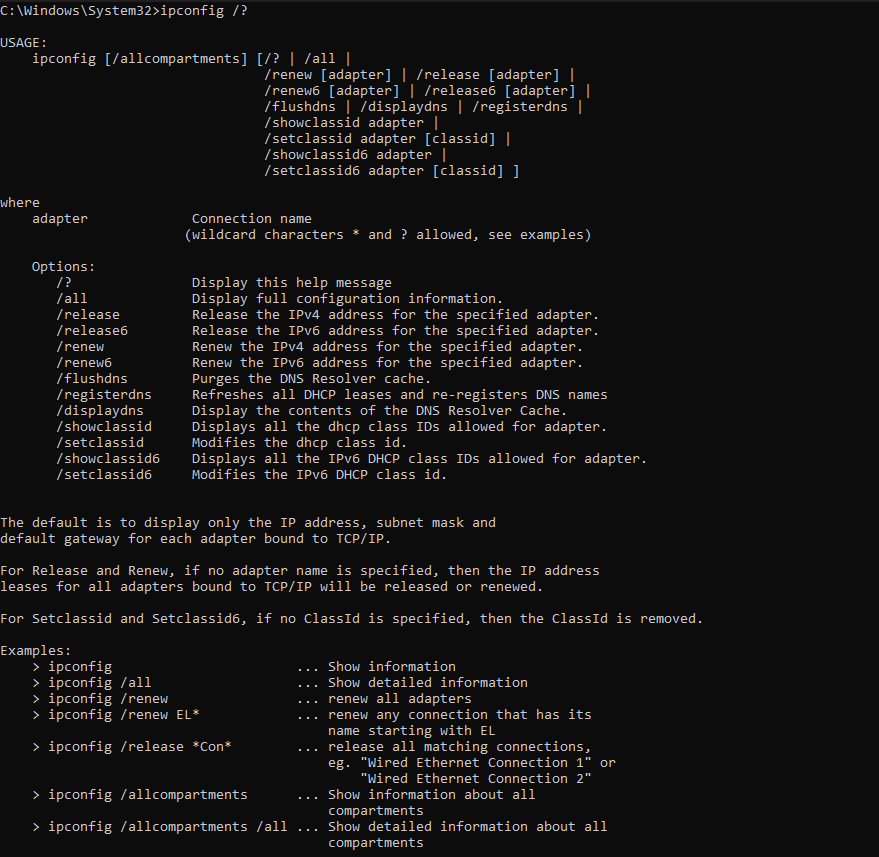 C:\Windows\System32>ipconfig /?
USAGE:
ipconfig [/allcompartments] [/? | /all |
/renew [adapter] | /release [adapter] |
/renew6 [adapter] | /release6 [adapter] |
/flushdns | /displaydns | /registerdns |
/showclassid adapter |
/setclassid adapter [classid] |
/showclassid6 adapter |
/setclassid6 adapter [classid] ]
where
adapter Connection name
(wildcard characters * and ? allowed, see examples)
Options:
/? Display this help message
/all Display full configuration information.
/release Release the IPv4 address for the specified adapter.
/release6 Release the IPv6 address for the specified adapter.
/renew Renew the IPv4 address for the specified adapter.
/renew6 Renew the IPv6 address for the specified adapter.
/flushdns Purges the DNS Resolver cache.
/registerdns Refreshes all DHCP leases and re-registers DNS names
/displaydns Display the contents of the DNS Resolver Cache.
/showclassid Displays all the dhcp class IDs allowed for adapter.
/setclassid Modifies the dhcp class id.
/showclassid6 Displays all the IPv6 DHCP class IDs allowed for adapter.
/setclassid6 Modifies the IPv6 DHCP class id.
The default is to display only the IP address, subnet mask and
default gateway for each adapter bound to TCP/IP.
For Release and Renew, if no adapter name is specified, then the IP address
leases for all adapters bound to TCP/IP will be released or renewed.
For Setclassid and Setclassid6, if no ClassId is specified, then the ClassId is removed.
Examples:
> ipconfig ... Show information
> ipconfig /all ... Show detailed information
> ipconfig /renew ... renew all adapters
> ipconfig /renew EL* ... renew any connection that has its
name starting with EL
> ipconfig /release *Con* ... release all matching connections,
eg. "Wired Ethernet Connection 1" or
"Wired Ethernet Connection 2"
> ipconfig /allcompartments ... Show information about all
compartments
> ipconfig /allcompartments /all ... Show detailed information about all
compartments